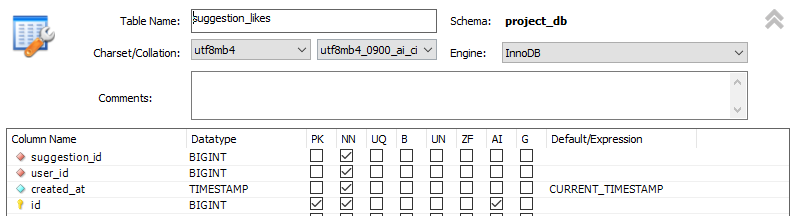 Table Name: suggestion_likes Schema: project_db
Charset/Collation: utf8mb4 utf8mb4_0900_ai_ci Engine: InnoDB
Comments:
Column Name Datatype PK NN UQ B UN ZF AI G Default/Expression
suggestion_id BIGINT
user_id BIGINT
created_at TIMESTAMP CURRENT_TIMESTAMP
id BIGINT